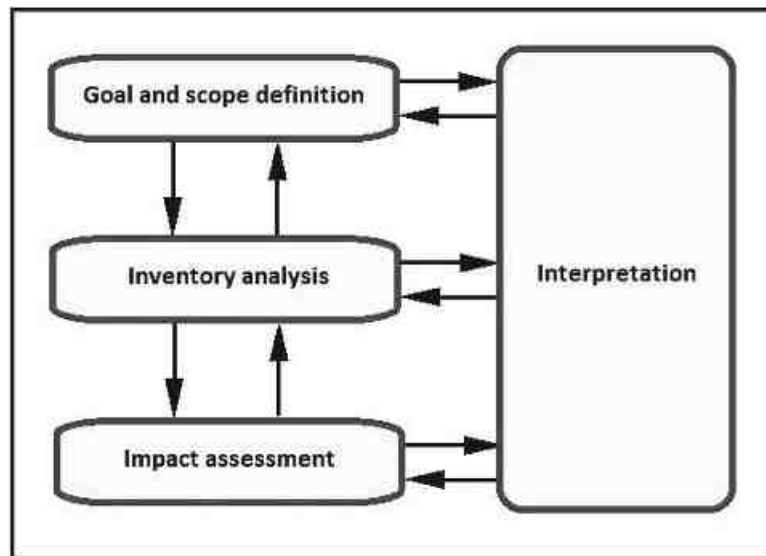 Goal and scope definition
Inventory analysis
Interpretation
Impact assessment